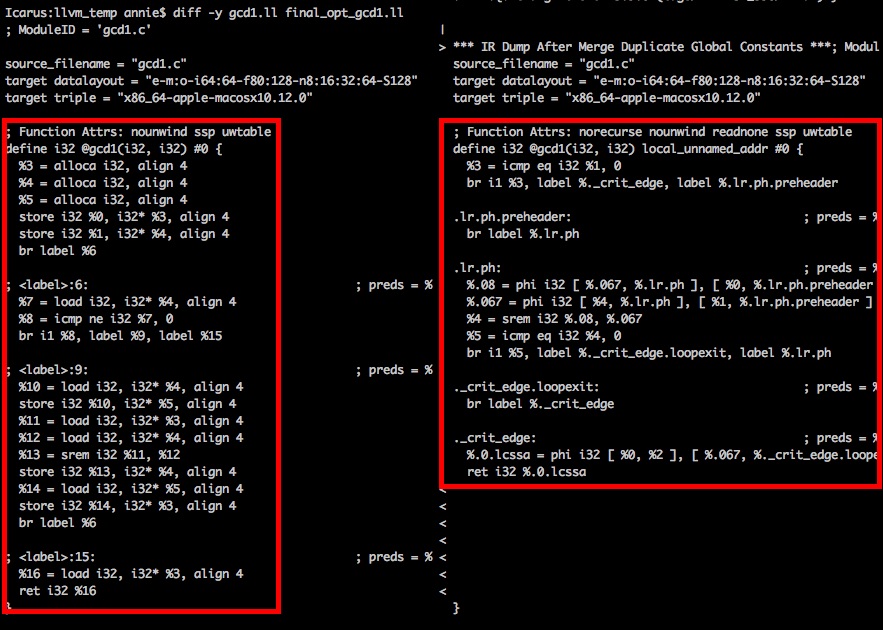 Icarus:llvm_temp annie$ diff -y gcd1.ll final_opt_gcd1.ll
; ModuleID = 'gcd1.c' |
> *** IR Dump After Merge Duplicate Global Constants ***; Modul
source_filename = "gcd1.c" source_filename = "gcd1.c"
target datalayout = "e-m:o-i64:64-f80:128-n8:16:32:64-S128" target datalayout = "e-m:o-i64:64-f80:128-n8:16:32:64-S128"
target triple = "x86_64-apple-macosx10.12.0" target triple = "x86_64-apple-macosx10.12.0"
; Function Attrs: nounwind ssp uwtable
define i32 @gcd1(i32, i32) #0 {
%3 = alloca i32, align 4
%4 = alloca i32, align 4
%5 = alloca i32, align 4
store i32 %0, i32* %3, align 4
store i32 %1, i32* %4, align 4
br label %6
; <label>:6: ; preds = %
%7 = load i32, i32* %4, align 4
%8 = icmp ne i32 %7, 0
br i1 %8, label %9, label %15
; <label>:9: ; preds = %
%10 = load i32, i32* %4, align 4
store i32 %10, i32* %5, align 4
%11 = load i32, i32* %3, align 4
%12 = load i32, i32* %4, align 4
%13 = srem i32 %11, %12
store i32 %13, i32* %4, align 4
%14 = load i32, i32* %5, align 4
store i32 %14, i32* %3, align 4
br label %6
; <label>:15: ; preds = %
%16 = load i32, i32* %3, align 4
ret i32 %16
}
; Function Attrs: norecurse nounwind readnone ssp uwtable
define i32 @gcd1(i32, i32) local_unnamed_addr #0 {
%3 = icmp eq i32 %1, 0
br i1 %3, label %._crit_edge, label %.lr.ph.preheader
.lr.ph.preheader: ; preds = %
br label %.lr.ph
.lr.ph: ; preds = %
%.08 = phi i32 [ %.067, %.lr.ph ], [ %0, %.lr.ph.preheader
%.067 = phi i32 [ %4, %.lr.ph ], [ %1, %.lr.ph.preheader ]
%4 = srem i32 %.08, %.067
%5 = icmp eq i32 %4, 0
br i1 %5, label %._crit_edge.loopexit, label %.lr.ph
._crit_edge.loopexit: ; preds = %
br label %._crit_edge
._crit_edge: ; preds = %
%.0.lcssa = phi i32 [ %0, %2 ], [ %.067, %._crit_edge.loope
ret i32 %.0.lcssa
<
<
<
<
<
<
<
}